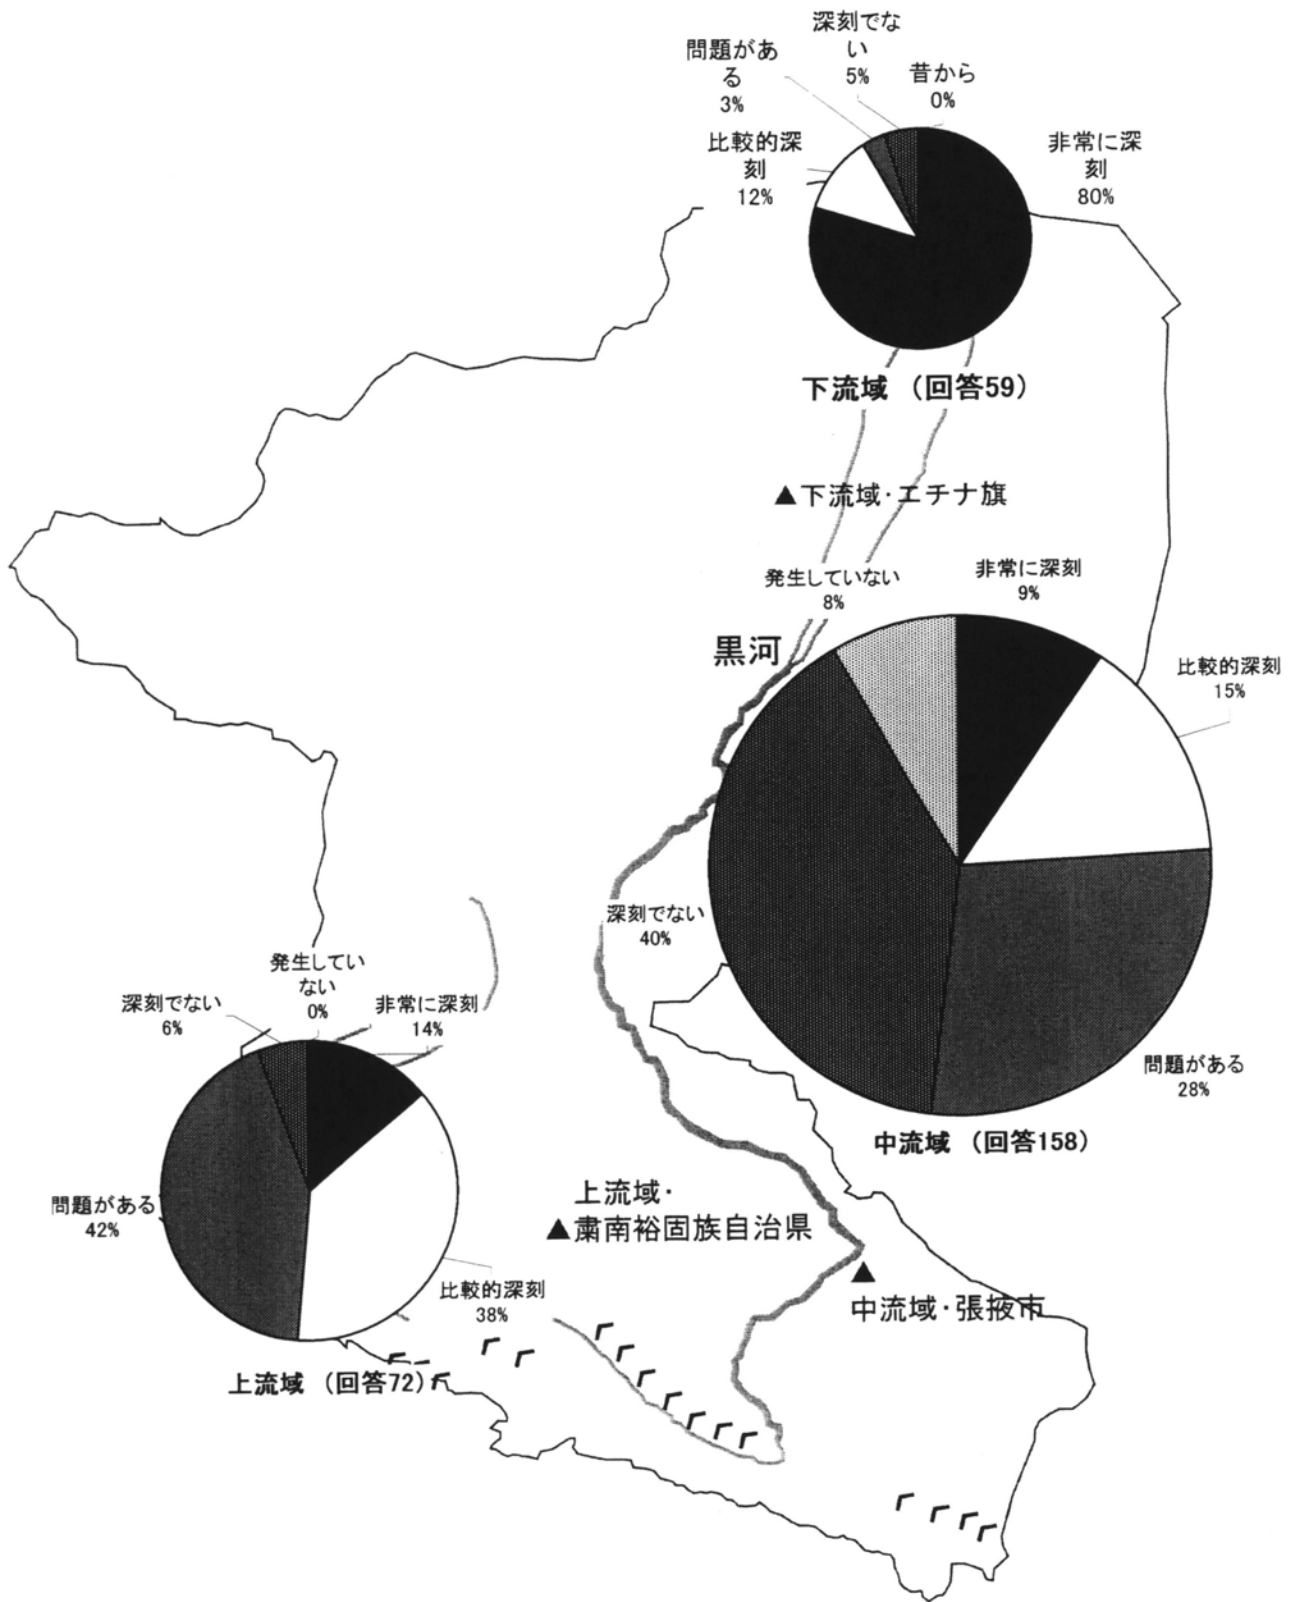 深刻でな
い
5%
問題があ
る
3%
昔から
0%
比較的深
刻
12%
非常に深
刻
80%
下流域 (回答59)
▲下流域・エチナ旗
発生していない
8%
非常に深刻
9%
黒河
比較的深刻
15%
深刻でない
40%
問題がある
28%
中流域 (回答158)
発生してい
ない
0%
深刻でない
6%
非常に深刻
14%
問題がある
42%
比較的深刻
38%
上流域 (回答72)
上流域・
▲粛南裕固族自治県
▲
中流域・張掖市